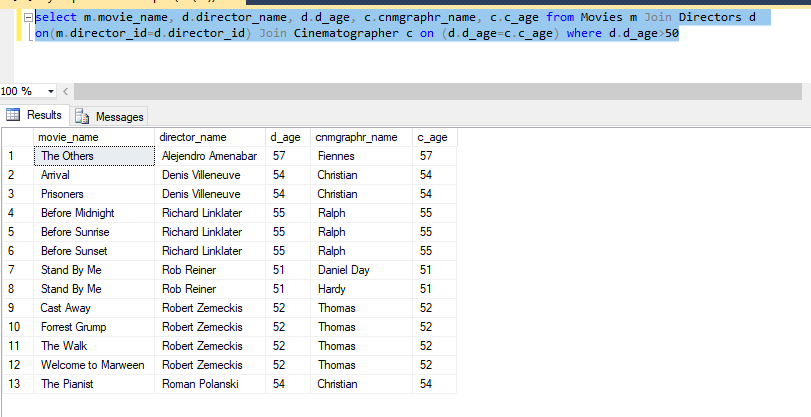 select m.movie_name, d.director_name, d.d_age, c.cnmgraphr_name, c.c_age from Movies m Join Directors d
on(m.director_id=d.director_id) Join Cinematographer c on (d.d_age=c.c_age) where d.d_age>50
100 %
Results Messages
movie_name director_name d_age cnmgraphr_name c_age
1 The Others Alejendro Amenabar 57 Fiennes 57
2 Arrival Denis Villeneuve 54 Christian 54
3 Prisoners Denis Villeneuve 54 Christian 54
4 Before Midnight Richard Linklater 55 Ralph 55
5 Before Sunrise Richard Linklater 55 Ralph 55
6 Before Sunset Richard Linklater 55 Ralph 55
7 Stand By Me Rob Reiner 51 Daniel Day 51
8 Stand By Me Rob Reiner 51 Hardy 51
9 Cast Away Robert Zemeckis 52 Thomas 52
10 Forrest Grump Robert Zemeckis 52 Thomas 52
11 The Walk Robert Zemeckis 52 Thomas 52
12 Welcome to Marween Robert Zemeckis 52 Thomas 52
13 The Pianist Roman Polanski 54 Christian 54